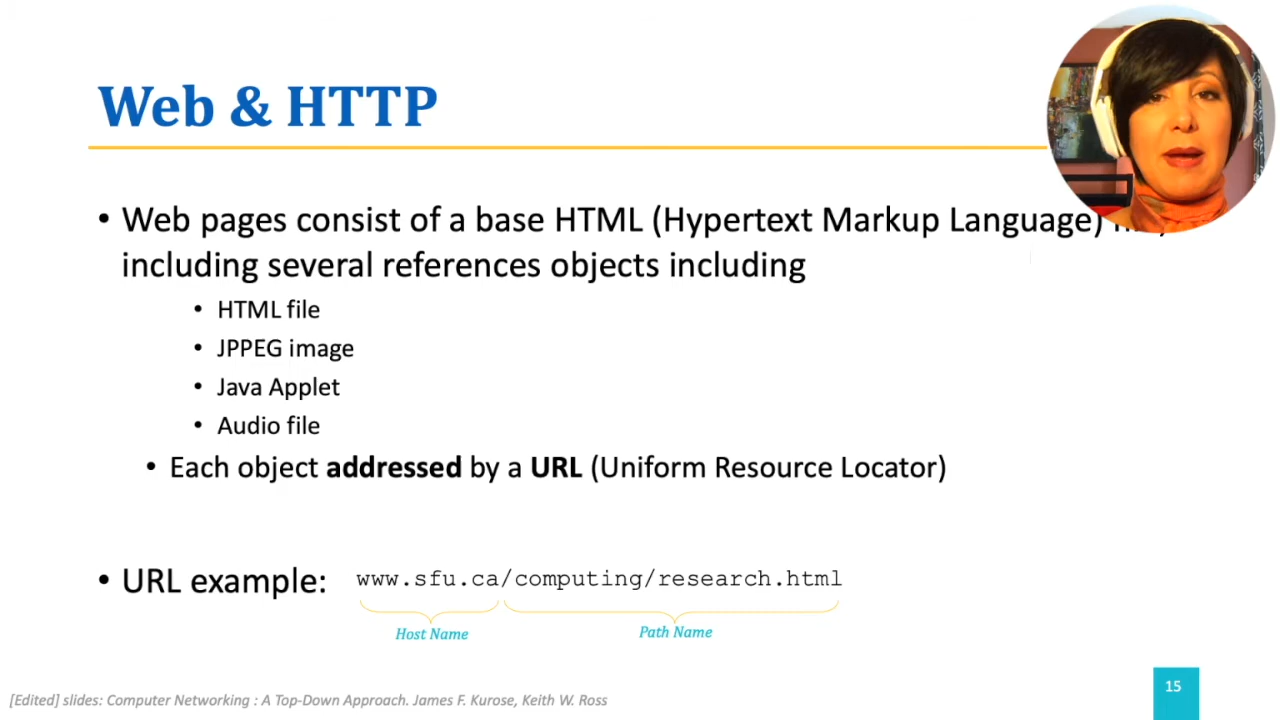 Web & HTTP
• Web pages consist of a base HTML (Hypertext Markup Language)
including several references objects including
• HTML file
• JPPEG image
• Java Applet
• Audio file
• Each object addressed by a URL (Uniform Resource Locator)
• URL example: www.sfu.ca/computing/research.html
Host Name Path Name
[Edited] slides: Computer Networking : A Top-Down Approach. James F. Kurose, Keith W. Ross
15